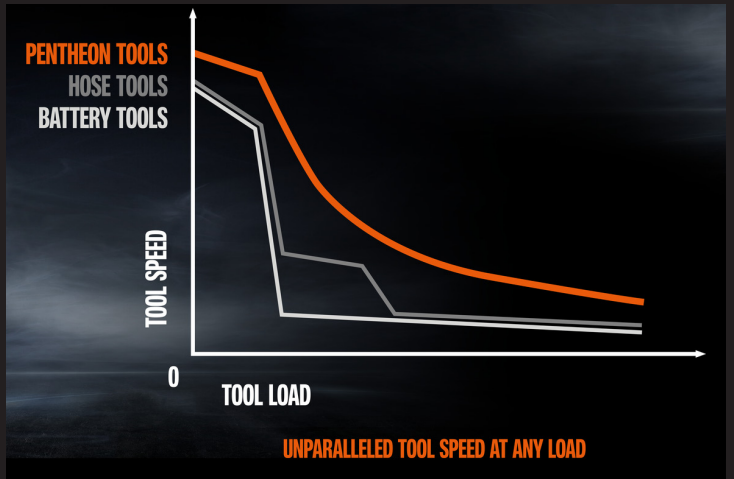 PENTHEON TOOLS
HOSE TOOLS
BATTERY TOOLS
TOOL SPEED
0
TOOL LOAD
UNPARALLELED TOOL SPEED AT ANY LOAD